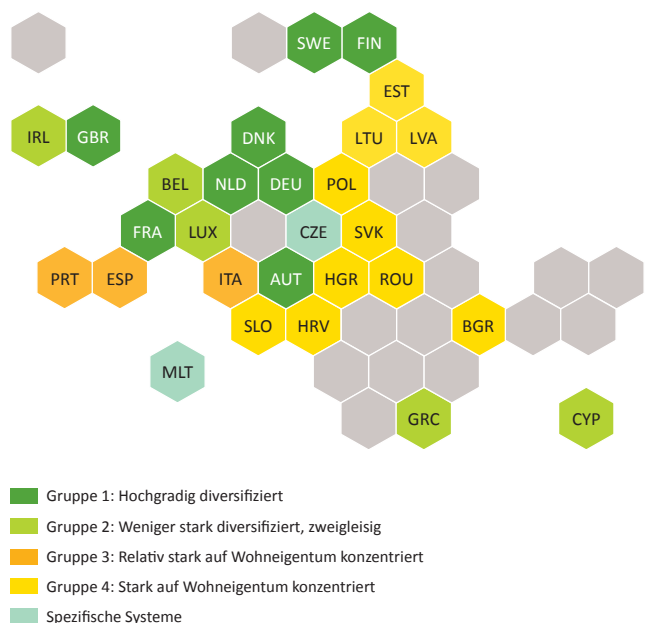 SWE FIN
EST
IRL GBR DNK LTU LVA
BEL NLD DEU POL
FRA LUX CZE SVK
PRT ESP ITA AUT HGR ROU
SLO HRV BGR
MLT
GRC CYP
Gruppe 1: Hochgradig diversifiziert
Gruppe 2: Weniger stark diversifiziert, zweigleisig
Gruppe 3: Relativ stark auf Wohneigentum konzentriert
Gruppe 4: Stark auf Wohneigentum konzentriert
Spezifische Systeme